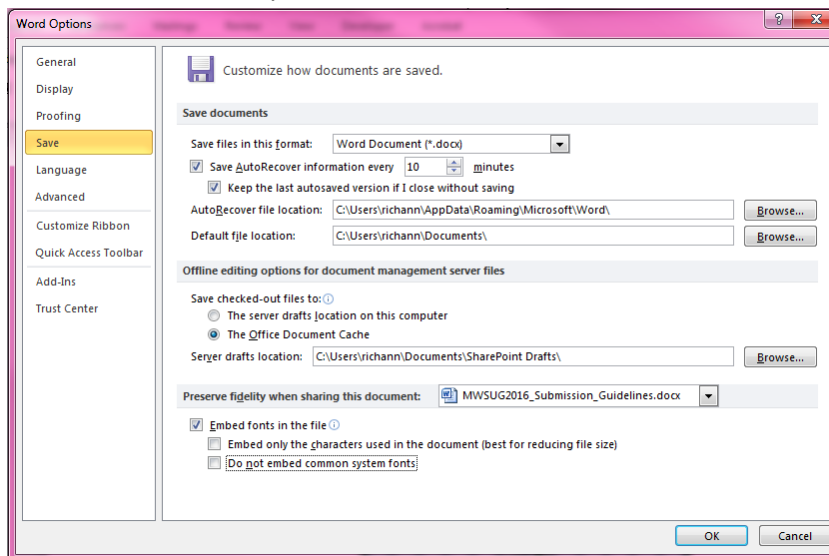 Word Options
General
Display
Proofing
Save
Language
Advanced
Customize Ribbon
Quick Access Toolbar
Add-Ins
Trust Center
Customize how documents are saved.
Save documents
Save files in this format: Word Document (*.docx)
Save AutoRecover information every 10 minutes
Keep the last autosaved version if I close without saving
AutoRecover file location: C:\Users\richann\AppData\Roaming\Microsoft\Word\ Browse...
Default file location: C:\Users\richann\Documents\ Browse...
Offline editing options for document management server files
Save checked-out files to:
The server drafts location on this computer
The Office Document Cache
Server drafts location: C:\Users\richann\Documents\SharePoint Drafts\ Browse...
Preserve fidelity when sharing this document: MWSUG2016_Submission_Guidelines.docx
Embed fonts in the file
Embed only the characters used in the document (best for reducing file size)
Do not embed common system fonts
OK Cancel